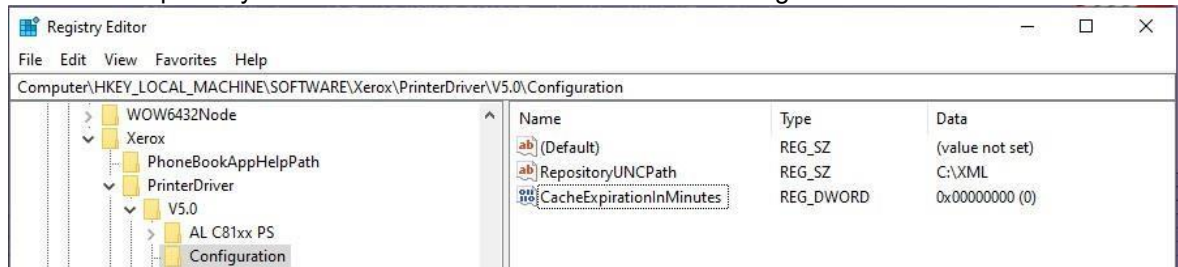 Registry Editor
File Edit View Favorites Help
Computer\HKEY_LOCAL_MACHINE\SOFTWARE\Xerox\PrinterDriver\V5.0\Configuration
WOW6432Node
Xerox
PhoneBookAppHelpPath
PrinterDriver
V5.0
AL C81xx PS
Configuration
Name Type Data
(Default) REG_SZ (value not set)
RepositoryUNCPath REG_SZ C:\XML
CacheExpirationInMinutes REG_DWORD 0x00000000 (0)